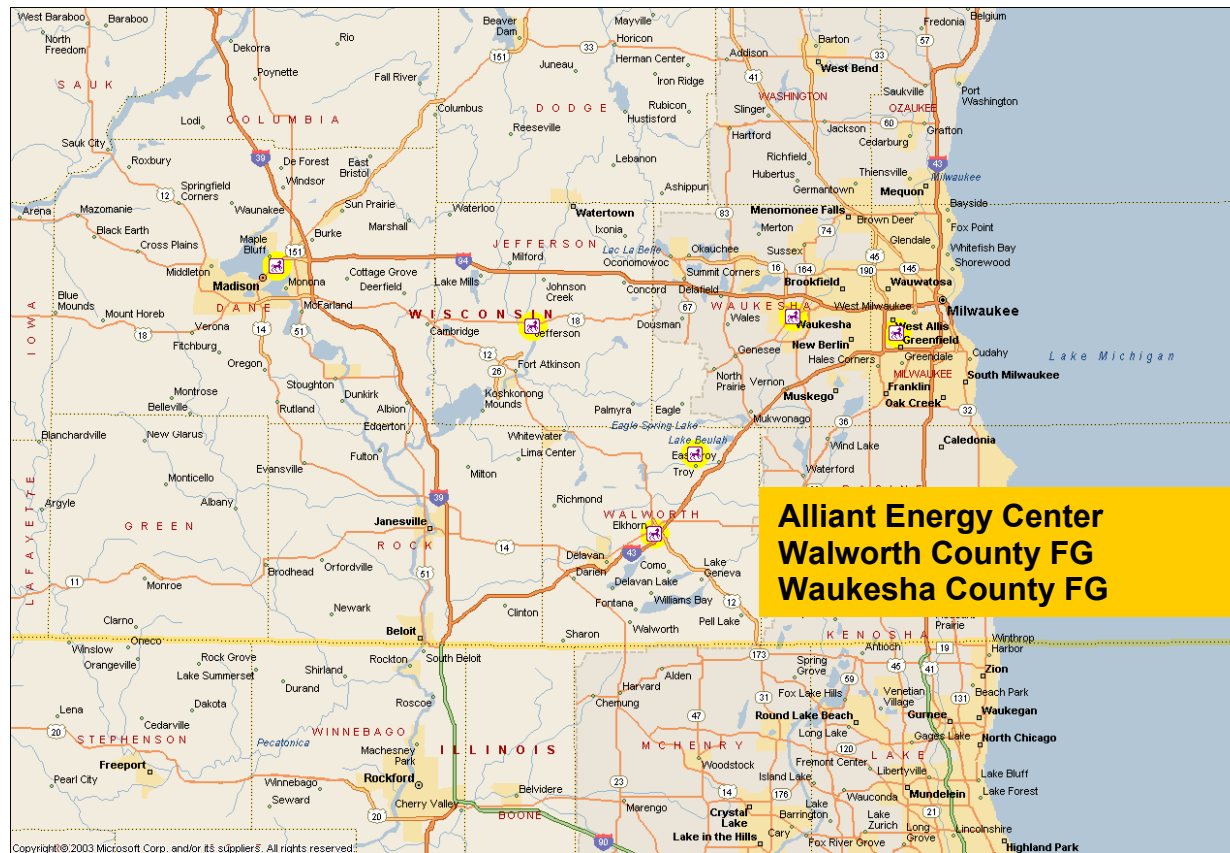 West Baraboo
Baraboo
North Freedom
Dekorra
Rio
Poynette
Fall River
Beaver Dam
Mayville
Horicon
Herman Center
Juneau
Iron Ridge
Addison
Barton
West Bend
Fredonia
Belgium
Port Washington
Saukville
SAUK
COLUMBIA
DODGE
WASHINGTON
OZAUKEE
Lodi
Columbus
Reeseville
Rubicon
Hustisford
Slinger
Hartford
Jackson
Cedarburg
Grafton
Sauk City
Roxbury
De Forest
Windsor
East Bristol
Lebanon
Richfield
Hubertus
Germantown
Thiensville
Mequon
Milwaukee
Springfield Corners
Waunakee
Sun Prairie
Marshall
Waterloo
Watertown
Ixonia
Ashippun
Menomonee Falls
Merton
Sussex
Brown Deer
Bayside
Fox Point
Arena
Mazomanie
Black Earth
Cross Plains
Maple Bluff
Burke
JEFFERSON
Milford
Lac La Belle
Okauchee
Oconomowoc
Glendale
Whitefish Bay
Shorewood
Middleton
Madison
Monona
Cottage Grove
Deerfield
Lake Mills
Johnson Creek
Concord
Summit Corners
Delafield
Brookfield
Wauwatosa
IOWA
Blue Mounds
Mount Horeb
DANE
McFarland
WISCONSIN
Cambridge
Jefferson
Dousman
WAUKESHA
Wales
Waukesha
West Milwaukee
Milwaukee
West Allis
Greenfield
Verona
Fitchburg
Oregon
Fort Atkinson
Genesee
New Berlin
Hales Corners
Greendale
Cudahy
Lake Michigan
MILWAUKEE
South Milwaukee
Montrose
Belleville
Stoughton
Rutland
Dunkirk
Albion
Koshkonong Mounds
Palmyra
Eagle
North Prairie
Vernon
Muskego
Franklin
Oak Creek
Blanchardville
New Glarus
Edgerton
Fulton
Whitewater
Lima Center
Eagle Spring Lake
Lake Beulah
Mukwonago
Wind Lake
Caledonia
Monticello
Evansville
Milton
East Troy
Troy
Waterford
LAFAYETTE
Argyle
Albany
GREEN
Janesville
ROCK
Richmond
WALWORTH
Elkhorn
Alliant Energy Center
Walworth County FG
Waukesha County FG
Monroe
Brodhead
Orfordville
Delavan
Darien
Como
Delavan Lake
Lake Geneva
Newark
Clinton
Fontana
Williams Bay
Pell Lake
Clarno
Beloit
Sharon
Walworth
Prairie
KENOSHA
Winslow
Oneco
Orangeville
Rock Grove
Lake Summerset
Shirland
Rockton
South Beloit
Antioch
Winthrop Harbor
Zion
Durand
Roscoe
Harvard
Chemung
Alden
Spring Grove
Fox Lake Hills
Venetian Village
Beach Park
Lena
Cedarville
Dakota
STEPHENSON
WINNEBAGO
Pecatonica
ILLINOIS
Round Lake Beach
Long Lake
Gurnee
Waukegan
MCHENRY
LAKE
Gages Lake
North Chicago
Freeport
Machesney Park
Rockford
Woodstock
Fremont Center
Island Lake
Libertyville
Lake Bluff
Lake Forest
Pearl City
Winnebago
Seward
Cherry Valley
Belvidere
BOONE
Marengo
Crystal Lake
Lake in the Hills
Cary
Lake Barrington
Wauconda
Mundelein
Lake Zurich
Long Grove
Lincolnshire
Fox River Grove
Highland Park
Copyright © 2003 Microsoft Corp. and/or its suppliers. All rights reserved.